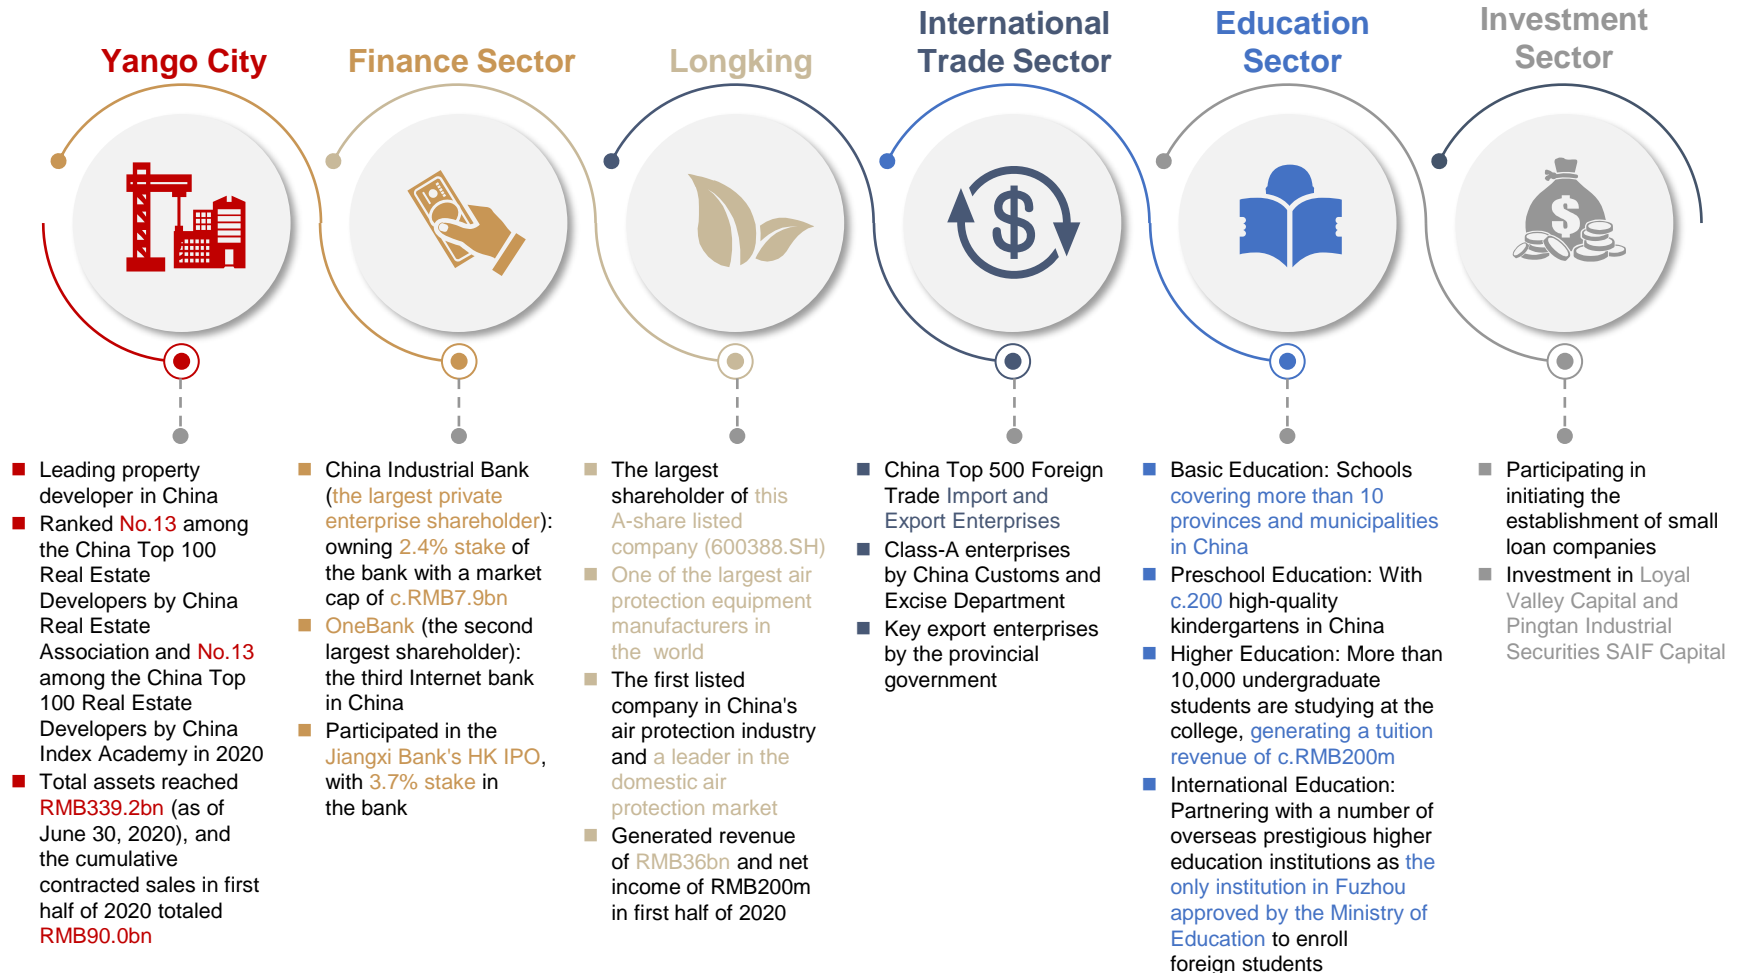 Yango City
Finance Sector
Longking
International
Trade Sector
Education
Sector
Investment
Sector
$
$
Leading property
developer in China
Ranked No.13 among
the China Top 100
Real Estate
Developers by China
Real Estate
Association and No.13
among the China Top
100 Real Estate
Developers by China
Index Academy in 2020
Total assets reached
RMB339.2bn (as of
June 30, 2020), and
the cumulative
contracted sales in first
half of 2020 totaled
RMB90.0bn
China Industrial Bank
(the largest private
enterprise shareholder):
owning 2.4% stake of
the bank with a market
cap of c.RMB7.9bn
OneBank (the second
largest shareholder):
the third Internet bank
in China
Participated in the
Jiangxi Bank's HK IPO,
with 3.7% stake in
the bank
The largest
shareholder of this
A-share listed
company (600388.SH)
One of the largest air
protection equipment
manufacturers in
the world
The first listed
company in China's
air protection industry
and a leader in the
domestic air
protection market
Generated revenue
of RMB36bn and net
income of RMB200m
in first half of 2020
China Top 500 Foreign
Trade Import and
Export Enterprises
Class-A enterprises
by China Customs and
Excise Department
Key export enterprises
by the provincial
government
Basic Education: Schools
covering more than 10
provinces and municipalities
in China
Preschool Education: With
c.200 high-quality
kindergartens in China
Higher Education: More than
10,000 undergraduate
students are studying at the
college, generating a tuition
revenue of c.RMB200m
International Education:
Partnering with a number of
overseas prestigious higher
education institutions as the
only institution in Fuzhou
approved by the Ministry of
Education to enroll
foreign students
Participating in
initiating the
establishment of small
loan companies
Investment in Loyal
Valley Capital and
Pingtan Industrial
Securities SAIF Capital